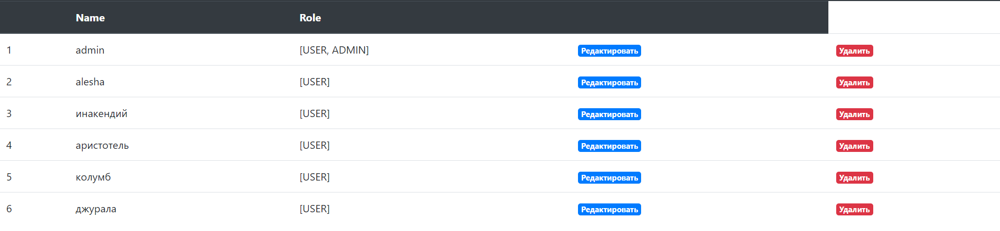 Name Role
1 admin [USER, ADMIN] Редактировать Удалить
2 alesha [USER] Редактировать Удалить
3 инакендий [USER] Редактировать Удалить
4 аристотель [USER] Редактировать Удалить
5 колумб [USER] Редактировать Удалить
6 джурала [USER] Редактировать Удалить